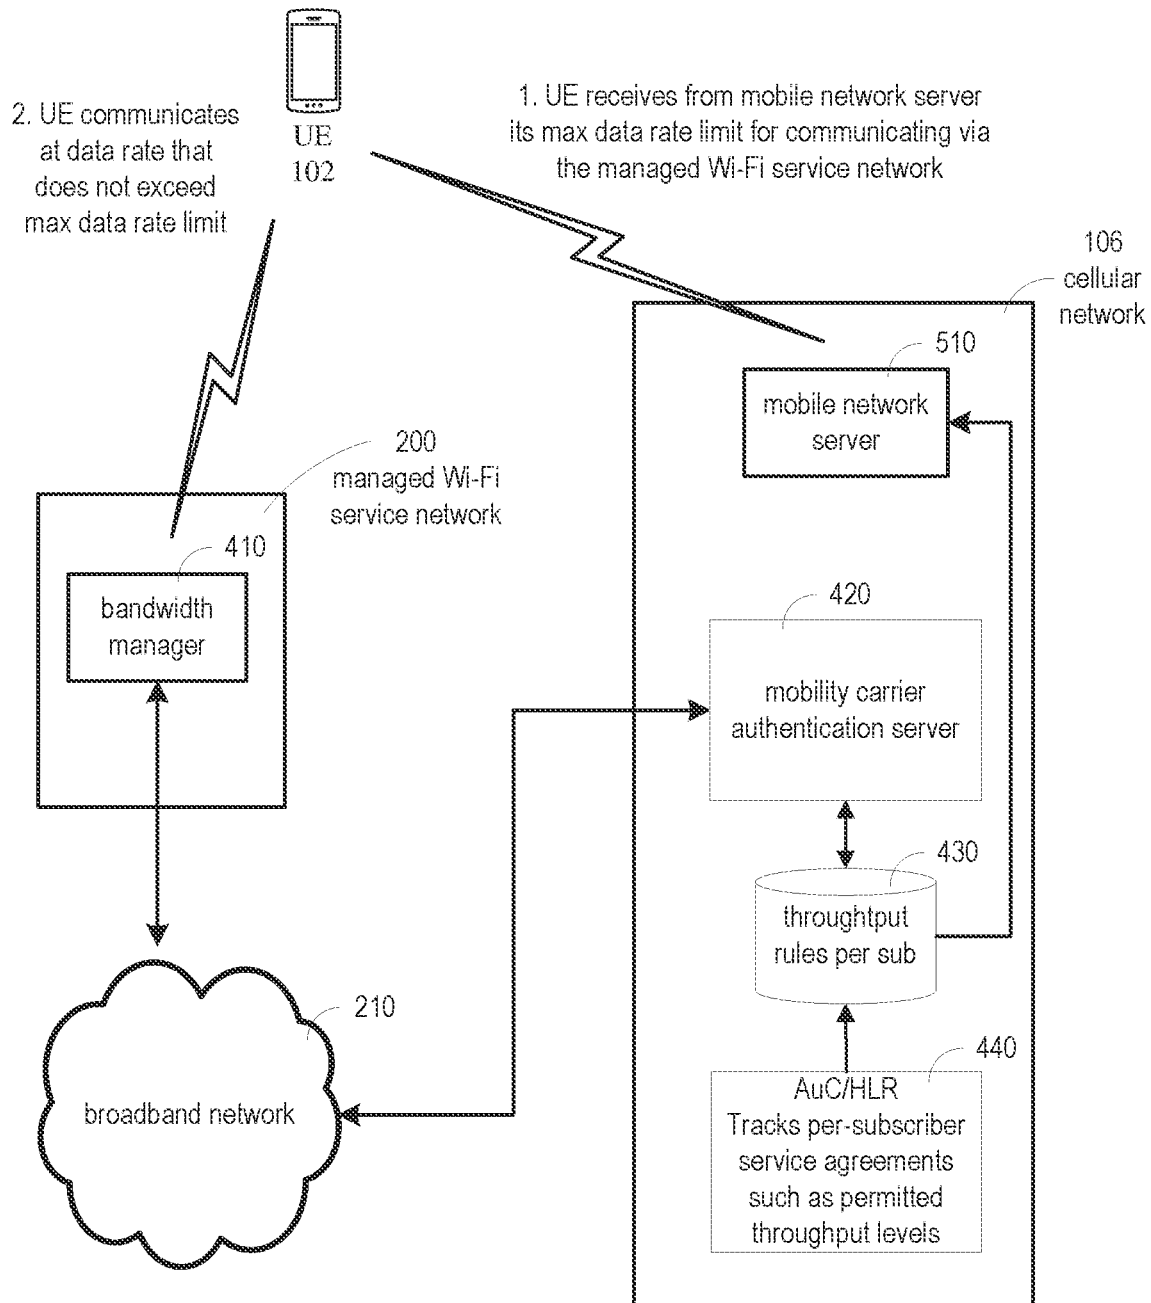 UE
102
2. UE communicates
at data rate that
does not exceed
max data rate limit
1. UE receives from mobile network server
its max data rate limit for communicating via
the managed Wi-Fi service network
106
cellular
network
510
mobile network
server
200
managed Wi-Fi
service network
410
bandwidth
manager
420
mobility carrier
authentication server
430
throughtput
rules per sub
210
broadband network
440
AuC/HLR
Tracks per-subscriber
service agreements
such as permitted
throughput levels